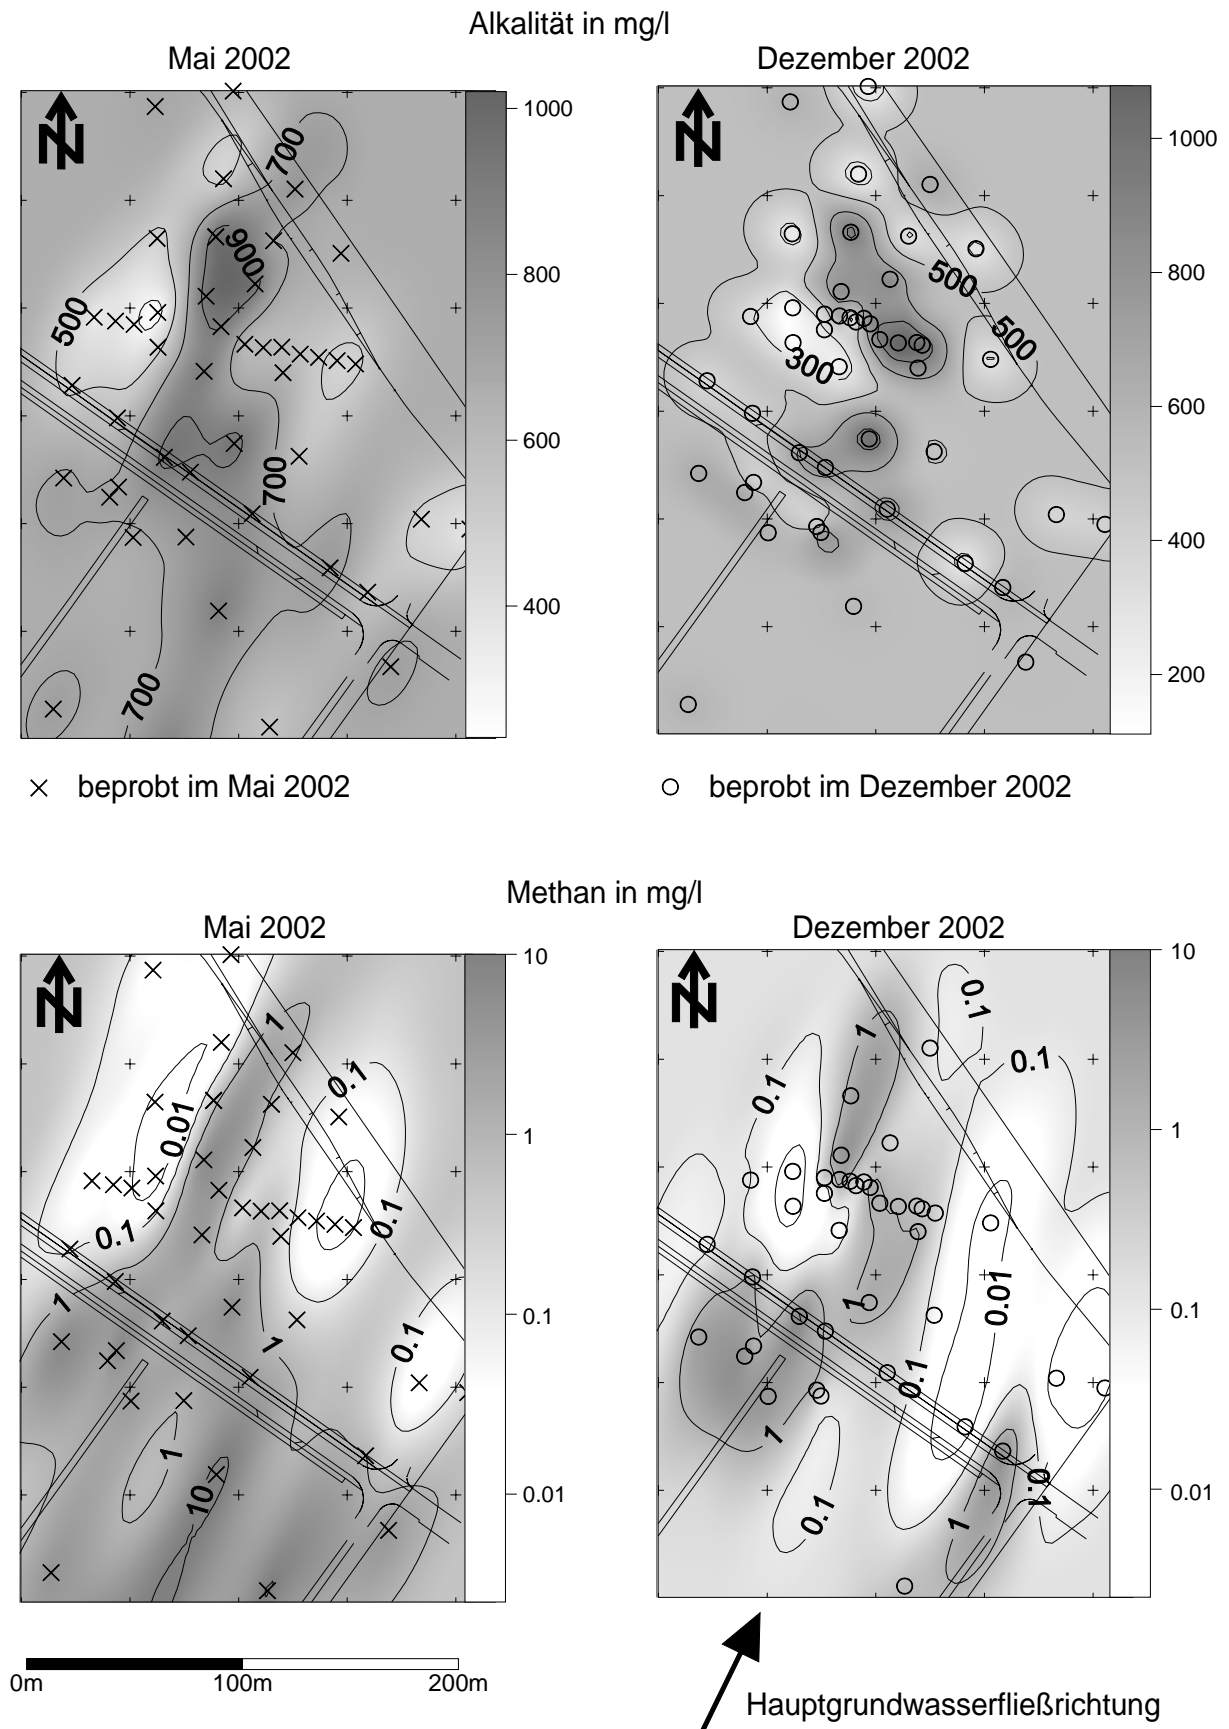 Alkalität in mg/l
Mai 2002
Dezember 2002
N
700
900
500
700
700
1000
800
600
400
N
500
500
300
1000
800
600
400
200
beprobt im Mai 2002
beprobt im Dezember 2002
Methan in mg/l
Mai 2002
Dezember 2002
N
1
0.1
0.01
0.1
0.1
1
1
0.1
1
10
10
1
0.1
0.01
N
0.1
1
0.1
0.1
0.01
1
0.1
1
0.1
0.1
1
10
1
0.1
0.01
0m
100m
200m
Hauptgrundwasserfließrichtung